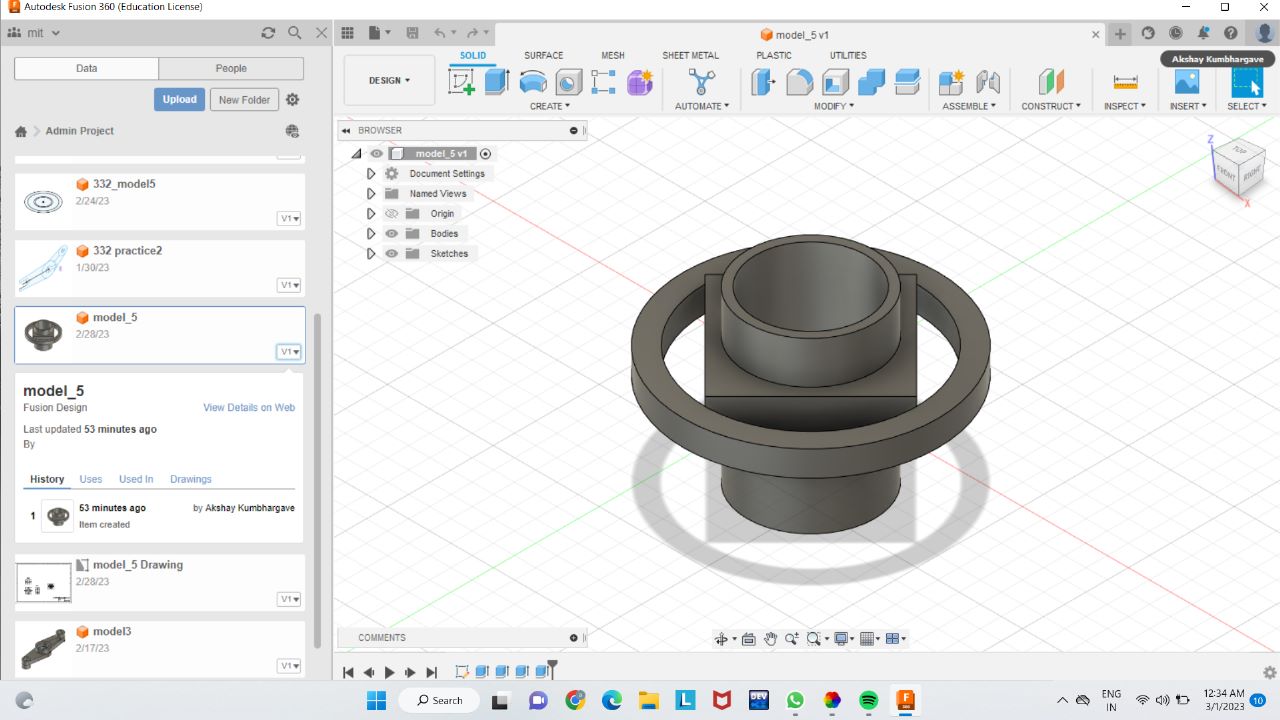 Autodesk Fusion 360 (Education License)
mit
model_5 v1
Data People
Upload New Folder
Admin Project
332_model5
2/24/23
V1
332 practice2
1/30/23
V1
model_5
2/28/23
V1
model_5
Fusion Design View Details on Web
Last updated 53 minutes ago
By
History Uses Used In Drawings
1 53 minutes ago by Akshay Kumbhargave
Item created
model_5 Drawing
2/28/23
V1
model3
2/17/23
V1
SOLID SURFACE MESH SHEET METAL PLASTIC UTILITIES
Akshay Kumbhargave
DESIGN
CREATE AUTOMATE MODIFY ASSEMBLE CONSTRUCT INSPECT INSERT SELECT
BROWSER
model_5 v1
Document Settings
Named Views
Origin
Bodies
Sketches
Z
TOP
FRONT RIGHT
X
COMMENTS
Search
L
DEV
ENG
IN
12:34 AM
3/1/2023
10